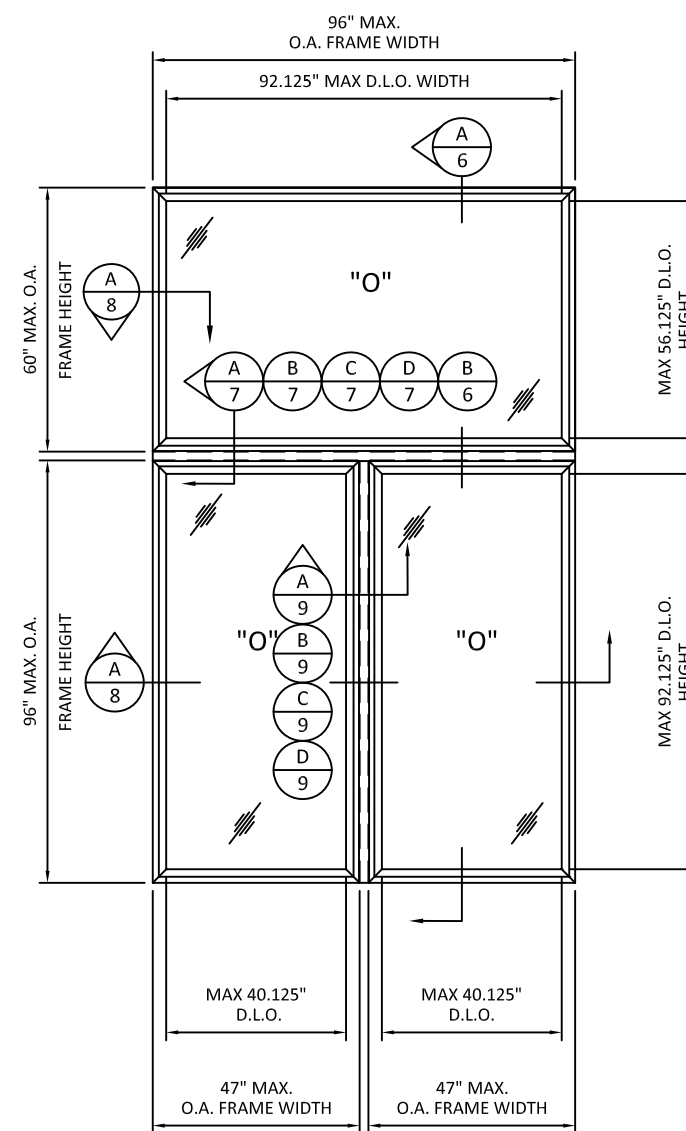 96" MAX.
O.A. FRAME WIDTH
92.125" MAX D.L.O. WIDTH
A
6
60" MAX. O.A.
FRAME HEIGHT
A
8
"O"
MAX 56.125" D.L.O.
HEIGHT
A B C D B
7 7 7 7 6
96" MAX. O.A.
FRAME HEIGHT
A
8
"O"
A
9
B
9
C
9
D
9
"O"
MAX 92.125" D.L.O.
HEIGHT
MAX 40.125"
D.L.O.
MAX 40.125"
D.L.O.
47" MAX.
O.A. FRAME WIDTH
47" MAX.
O.A. FRAME WIDTH